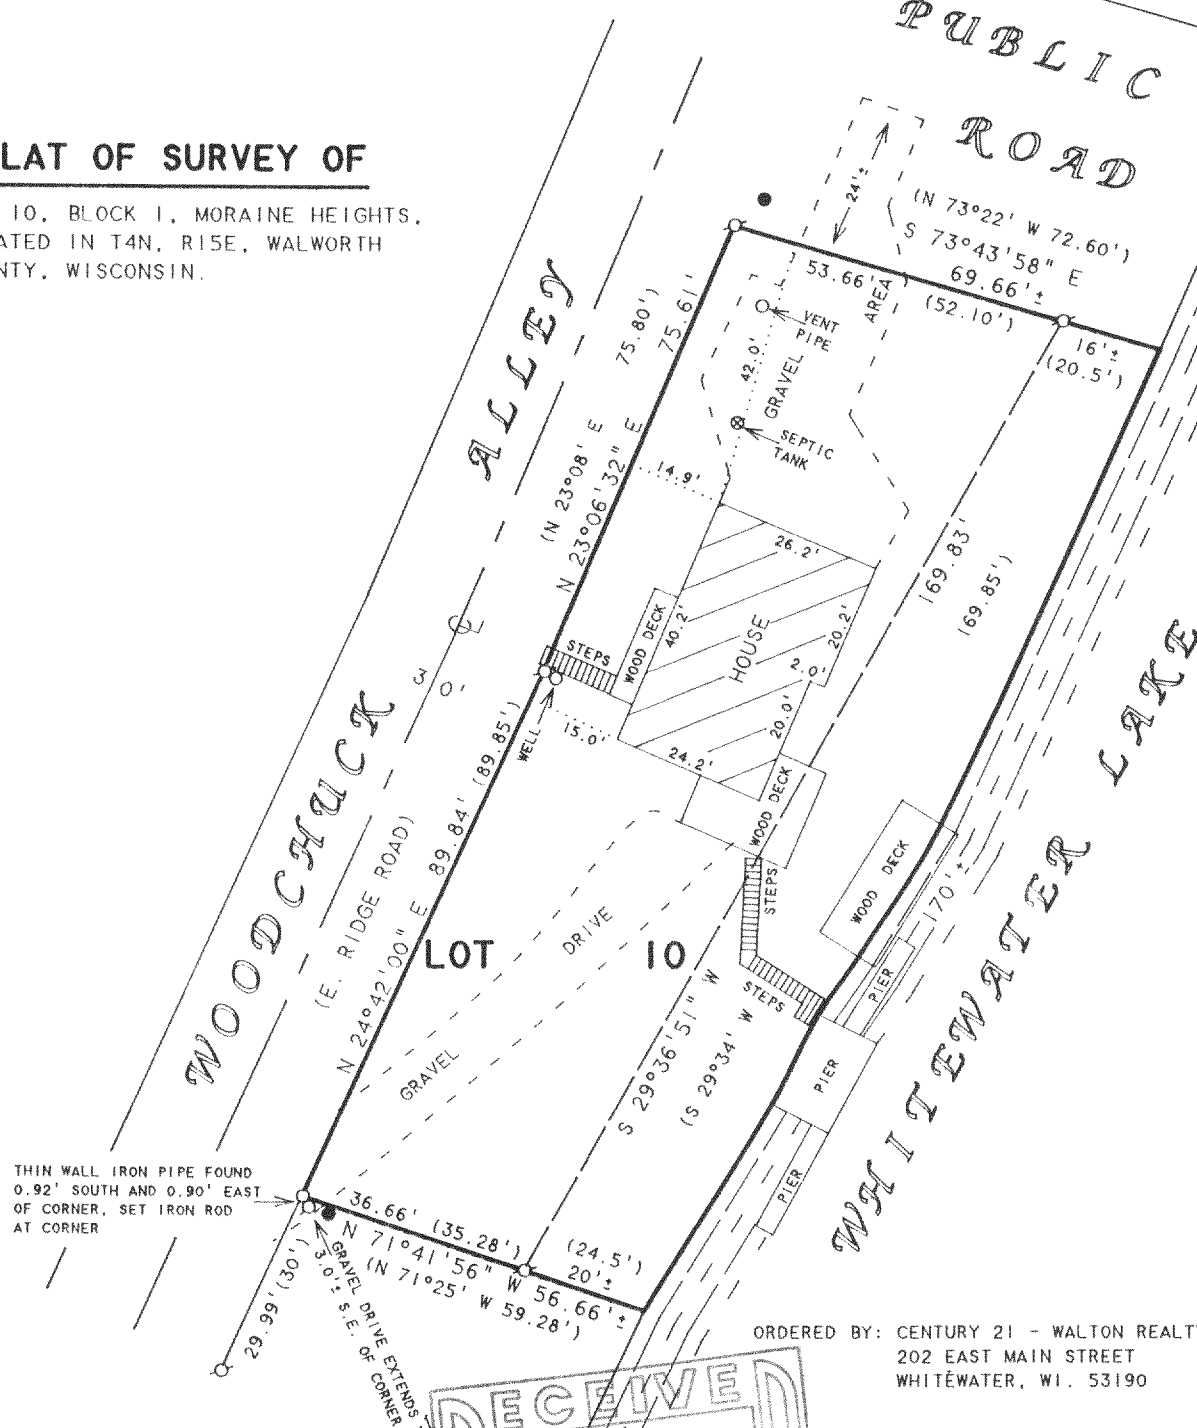 LAT OF SURVEY OF
10, BLOCK 1, MORAINE HEIGHTS,
ATED IN T4N, R15E, WALWORTH
NTY, WISCONSIN.
PUBLIC
ROAD
24'±
(N 73°22' W 72.60')
S 73°43'58" E
69.66'±
53.66'
(52.10')
16'±
(20.5')
AREA
GRAVEL
VENT
PIPE
42.0'
SEPTIC
TANK
75.80')
75.61'
(N 23°08' E
N 23°06'32" E
14.9'
26.2'
HOUSE
40.2'
20.2'
2.0'
20.0'
24.2'
WOOD DECK
STEPS
15.0'
WELL
169.83'
169.85')
WOODCHUCK ALLEY
30'
(E. RIDGE ROAD)
N 24°42'00" E 89.84' (89.85')
WOOD DECK
STEPS
STEPS
WOOD DECK
170'±
PIER
PIER
PIER
WHITEWATER LAKE
LOT 10
GRAVEL DRIVE
S 29°36'51" W
(S 29°34' W
THIN WALL IRON PIPE FOUND
0.92' SOUTH AND 0.90' EAST
OF CORNER, SET IRON ROD
AT CORNER
36.66' (35.28')
N 71°41'56" W 56.66'±
(N 71°25' W 59.28')
(24.5')
20'±
29.99'(30')
GRAVEL DRIVE EXTENDS
3.0'± S.E. OF CORNER
ORDERED BY: CENTURY 21 - WALTON REALT
202 EAST MAIN STREET
WHITEWATER, WI. 53190
RECEIVED